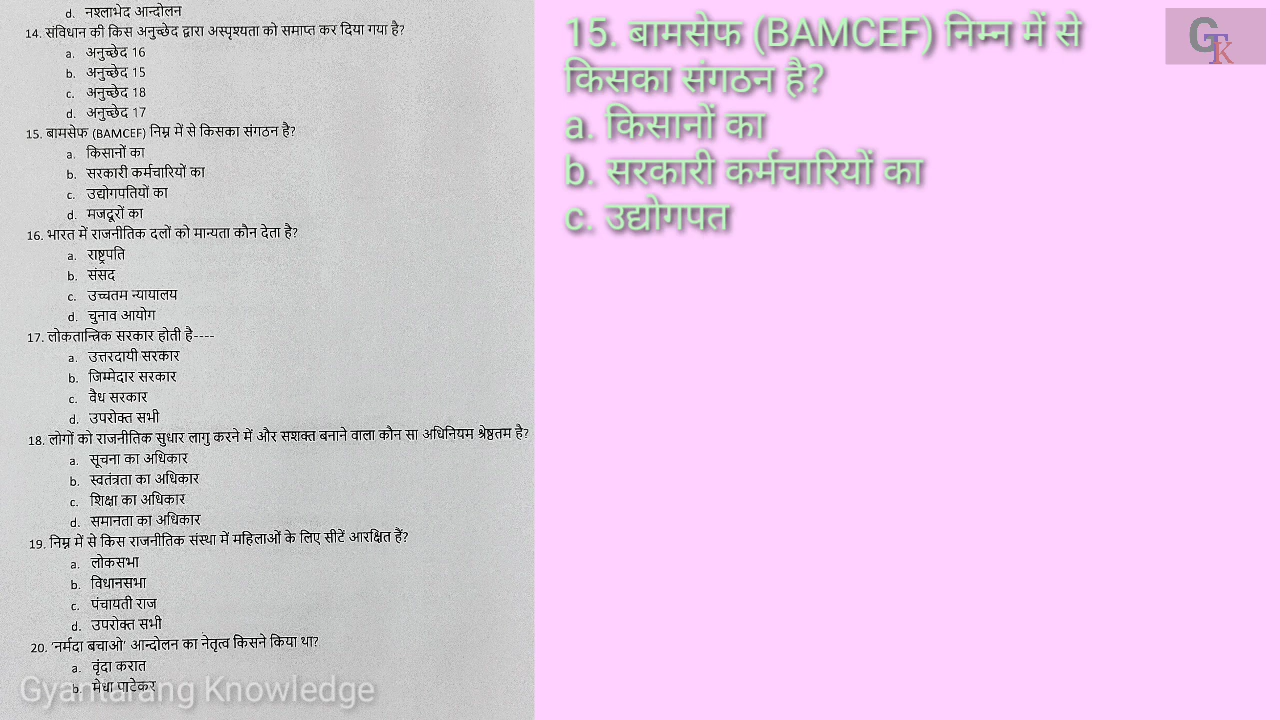 d. नश्लाभेद आन्दोलन
14. संविधान की किस अनुच्छेद द्वारा अस्पृश्यता को समाप्त कर दिया गया है?
a. अनुच्छेद 16
b. अनुच्छेद 15
c. अनुच्छेद 18
d. अनुच्छेद 17
15. बामसेफ (BAMCEF) निम्न में से किसका संगठन है?
a. किसानों का
b. सरकारी कर्मचारियों का
c. उद्योगपतियों का
d. मजदूरों का
16. भारत में राजनीतिक दलों को मान्यता कौन देता है?
a. राष्ट्रपति
b. संसद
c. उच्चतम न्यायालय
d. चुनाव आयोग
17. लोकतान्त्रिक सरकार होती है----
a. उत्तरदायी सरकार
b. जिम्मेदार सरकार
c. वैध सरकार
d. उपरोक्त सभी
18. लोगों को राजनीतिक सुधार लागु करने में और सशक्त बनाने वाला कौन सा अधिनियम श्रेष्ठतम है?
a. सूचना का अधिकार
b. स्वतंत्रता का अधिकार
c. शिक्षा का अधिकार
d. समानता का अधिकार
19. निम्न में से किस राजनीतिक संस्था में महिलाओं के लिए सीटें आरक्षित हैं?
a. लोकसभा
b. विधानसभा
c. पंचायती राज
d. उपरोक्त सभी
20. 'नर्मदा बचाओ' आन्दोलन का नेतृत्व किसने किया था?
a. वृंदा करात
b. मेधा पाटेकर
Gyantarang Knowledge
15. बामसेफ (BAMCEF) निम्न में से
किसका संगठन है?
a. किसानों का
b. सरकारी कर्मचारियों का
c. उद्योगपत
GTK